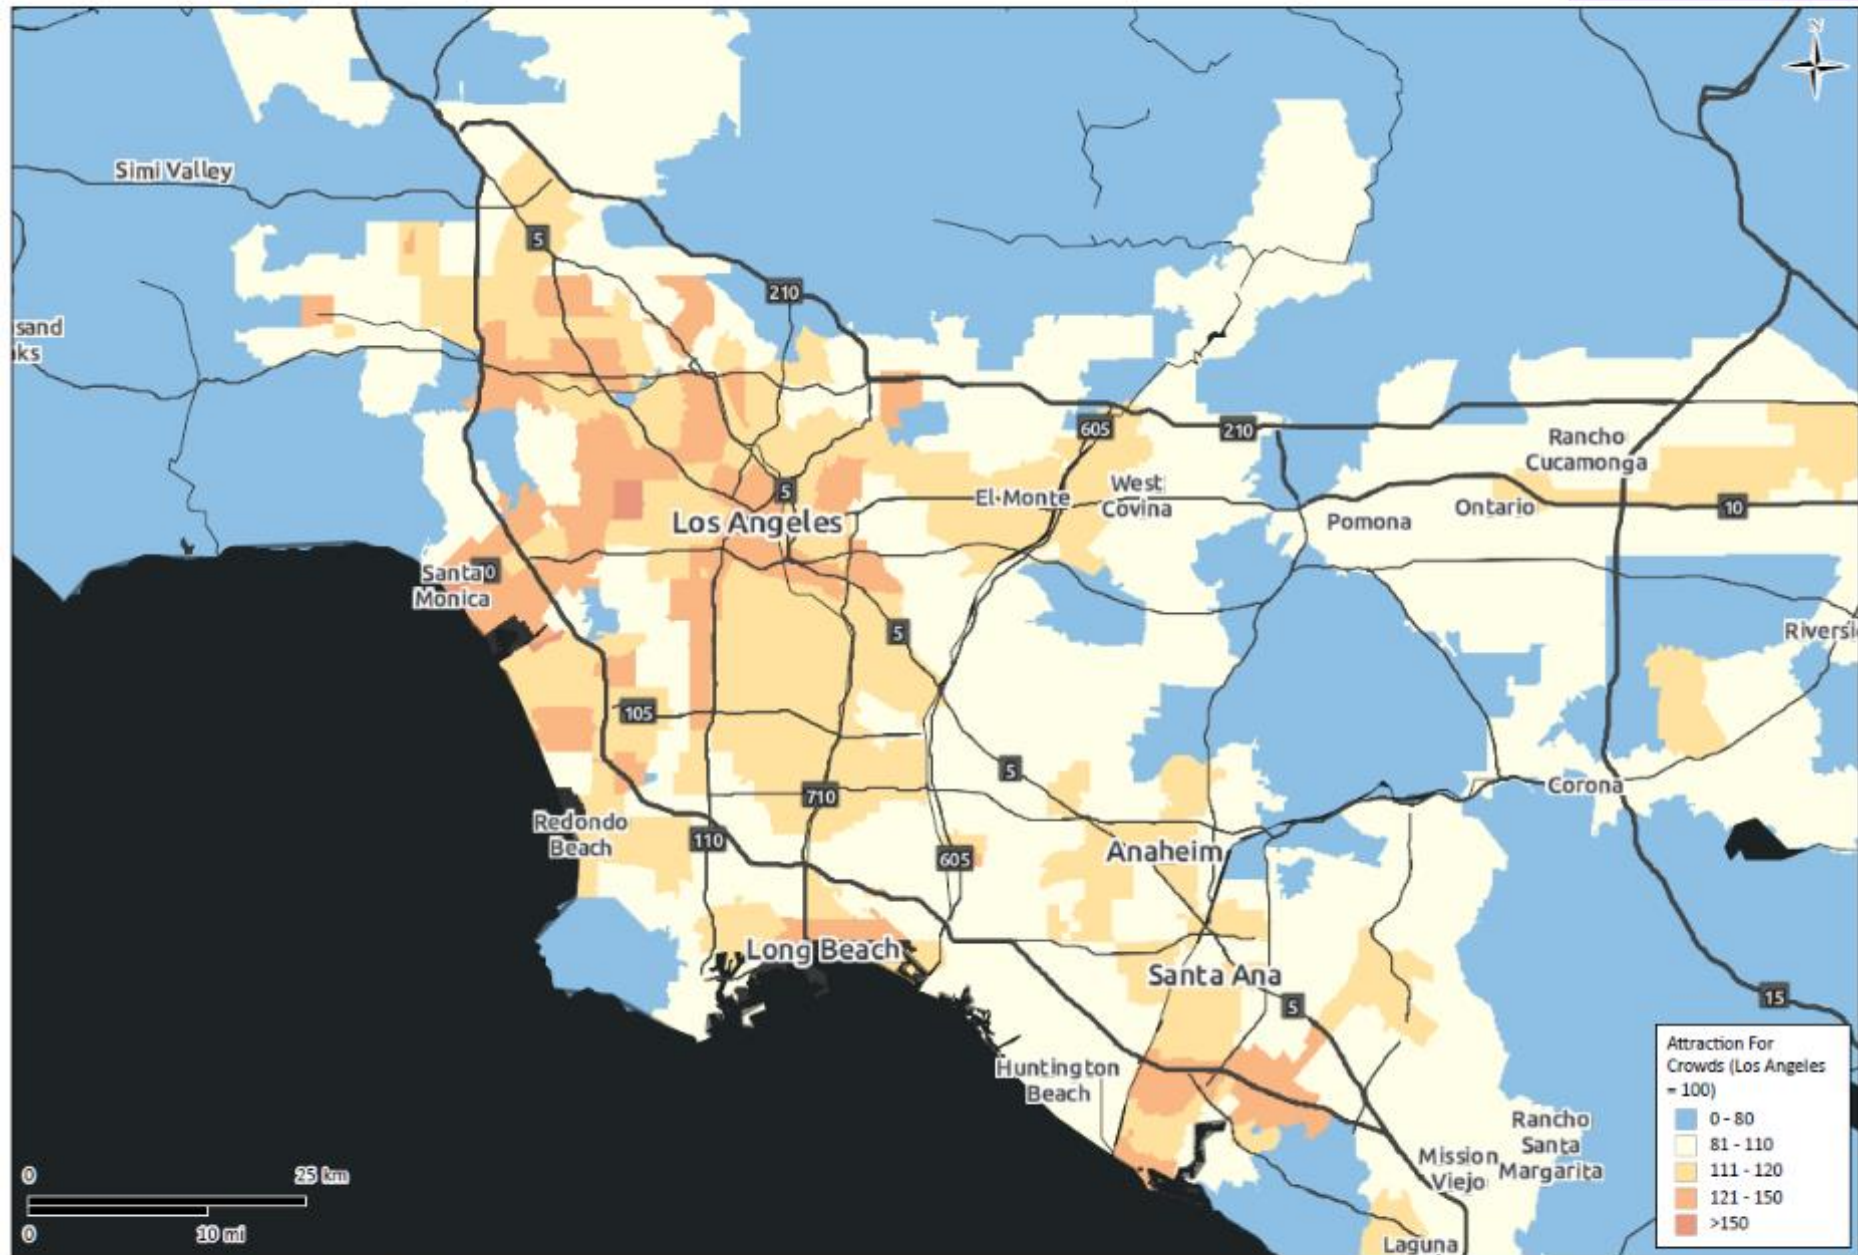 N
Simi Valley
5
210
sand
aks
605
210
Rancho
Cucamonga
5
El Monte
West
Covina
10
Los Angeles
Pomona
Ontario
Santa
Monica
0
5
Riversi
105
5
710
Corona
Redondo
Beach
110
605
Anaheim
Long Beach
Santa Ana
5
15
Huntington
Beach
Rancho
Santa
Margarita
Mission
Viejo
Laguna
0
25 km
0
10 mi
Attraction For
Crowds (Los Angeles
= 100)
0 - 80
81 - 110
111 - 120
121 - 150
>150